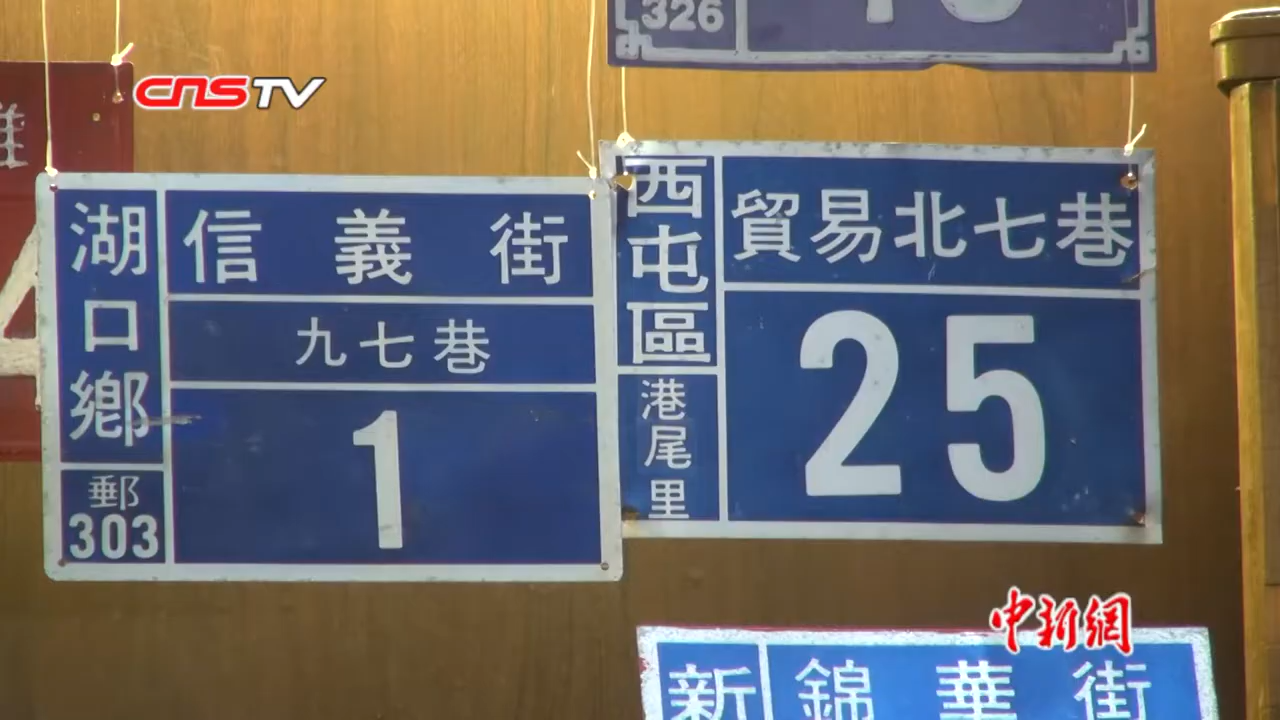 326
CNSTV
湖口鄉
郵
303
信義街
九七巷
1
西屯區
港尾里
貿易北七巷
25
中新網
新
錦華街